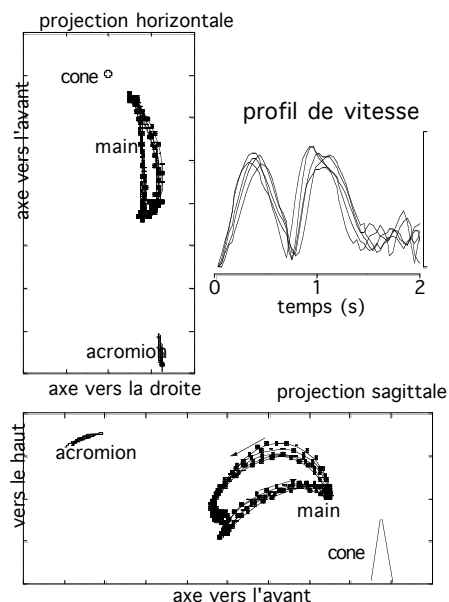 projection horizontale
axe vers l'avant
cone
main
acromion
axe vers la droite
profil de vitesse
0
1
2
temps (s)
projection sagittale
vers le haut
acromion
main
cone
axe vers l'avant